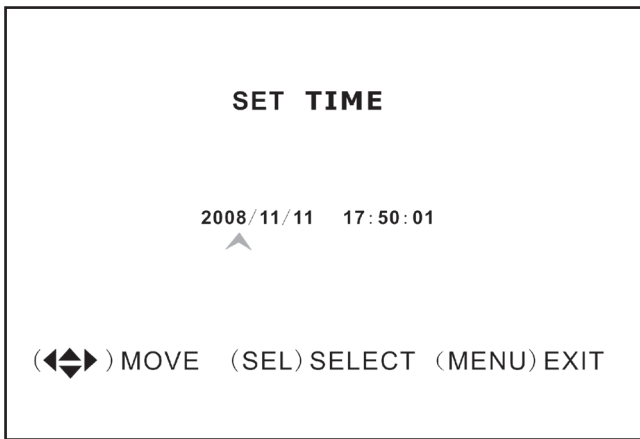 SET TIME
2008/11/11 17:50:01
(◀▲▼▶) MOVE (SEL) SELECT (MENU) EXIT